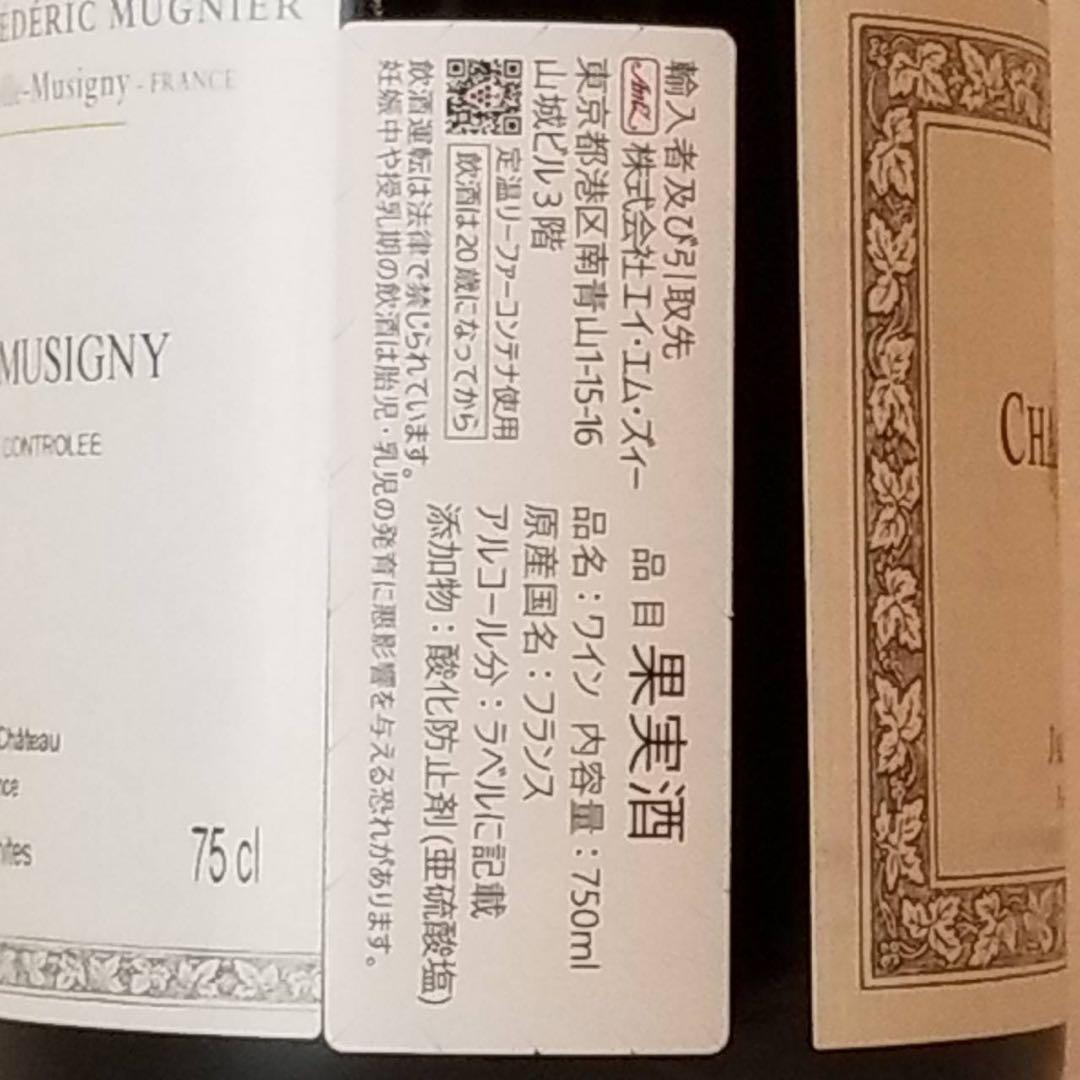 FRÉDÉRIC MUGNIER
-Musigny - FRANCE
MUSIGNY
CONTROLEE
Château
75 cl
輸入者及び引取先
AMZ 株式会社エイ・エム・ズィー
東京都港区南青山1-15-16
山城ビル3階
定温リーファーコンテナ使用
飲酒は20歳になってから
品目 果実酒
品名:ワイン 内容量:750ml
原産国名:フランス
アルコール分:ラベルに記載
添加物:酸化防止剤(亜硫酸塩)
飲酒運転は法律で禁じられています。
妊娠中や授乳期の飲酒は胎児・乳児の発育に悪影響を与える恐れがあります。
CHA